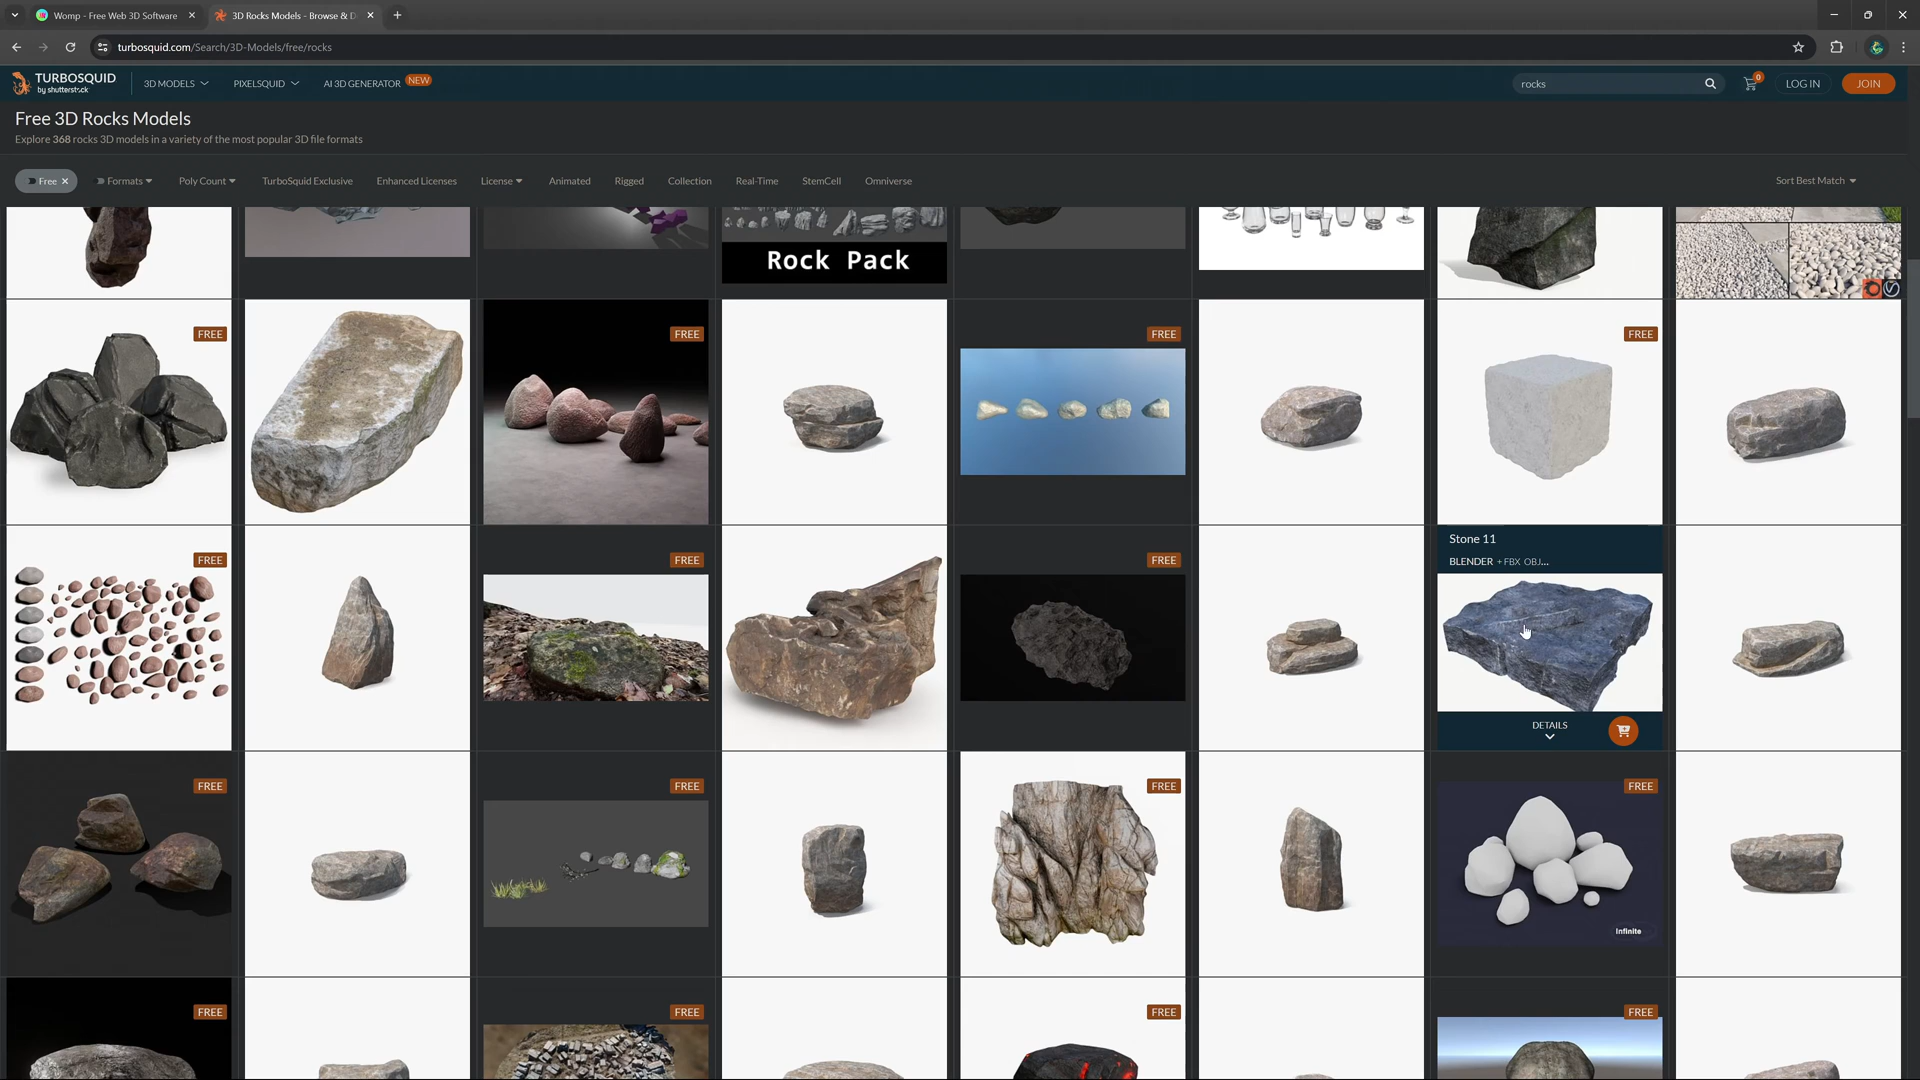 Womp - Free Web 3D Software
3D Rocks Models - Browse & D
turbosquid.com/Search/3D-Models/free/rocks
TURBOSQUID
by shutterstock
3D MODELS
PIXELSQUID
AI 3D GENERATOR
NEW
rocks
0
LOG IN
JOIN
Free 3D Rocks Models
Explore 368 rocks 3D models in a variety of the most popular 3D file formats
Free
Formats
Poly Count
TurboSquid Exclusive
Enhanced Licenses
License
Animated
Rigged
Collection
Real-Time
StemCell
Omniverse
Sort Best Match
Rock Pack
FREE
FREE
FREE
FREE
Stone 11
BLENDER + FBX OBJ...
FREE
FREE
FREE
DETAILS
FREE
FREE
FREE
FREE
Infinite
FREE
FREE
FREE
FREE